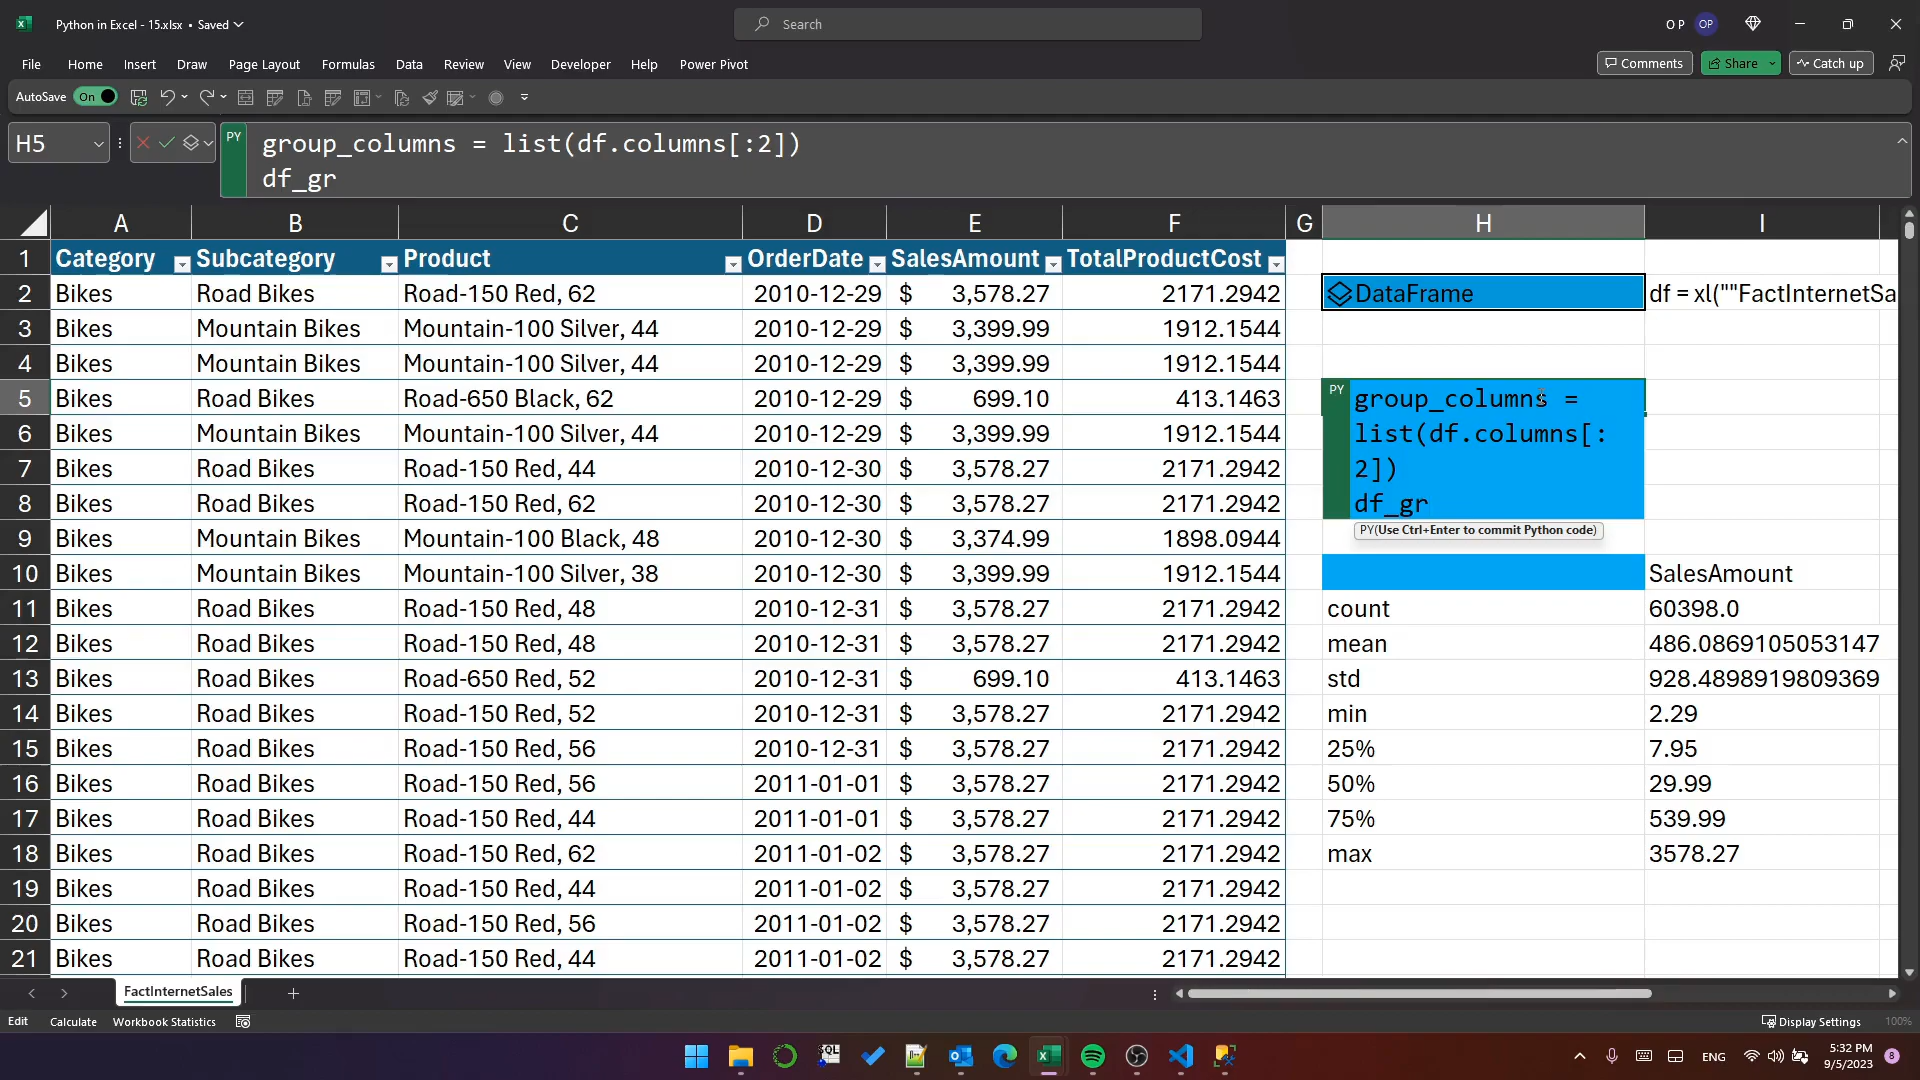 Python in Excel - 15.xlsx • Saved
Search
O P
OP
File Home Insert Draw Page Layout Formulas Data Review View Developer Help Power Pivot
Comments
Share
Catch up
AutoSave On
H5
PY
group_columns = list(df.columns[:2])
df_gr
A B C D E F G H I
1 Category Subcategory Product OrderDate SalesAmount TotalProductCost
2 Bikes Road Bikes Road-150 Red, 62 2010-12-29 $ 3,578.27 2171.2942 DataFrame df = xl(""FactInternetSa
3 Bikes Mountain Bikes Mountain-100 Silver, 44 2010-12-29 $ 3,399.99 1912.1544
4 Bikes Mountain Bikes Mountain-100 Silver, 44 2010-12-29 $ 3,399.99 1912.1544
5 Bikes Road Bikes Road-650 Black, 62 2010-12-29 $ 699.10 413.1463 PY group_columns =
6 Bikes Mountain Bikes Mountain-100 Silver, 44 2010-12-29 $ 3,399.99 1912.1544 list(df.columns[:
7 Bikes Road Bikes Road-150 Red, 44 2010-12-30 $ 3,578.27 2171.2942 2])
8 Bikes Road Bikes Road-150 Red, 62 2010-12-30 $ 3,578.27 2171.2942 df_gr
PY(Use Ctrl+Enter to commit Python code)
9 Bikes Mountain Bikes Mountain-100 Black, 48 2010-12-30 $ 3,374.99 1898.0944
10 Bikes Mountain Bikes Mountain-100 Silver, 38 2010-12-30 $ 3,399.99 1912.1544 SalesAmount
11 Bikes Road Bikes Road-150 Red, 48 2010-12-31 $ 3,578.27 2171.2942 count 60398.0
12 Bikes Road Bikes Road-150 Red, 48 2010-12-31 $ 3,578.27 2171.2942 mean 486.0869105053147
13 Bikes Road Bikes Road-650 Red, 52 2010-12-31 $ 699.10 413.1463 std 928.4898919809369
14 Bikes Road Bikes Road-150 Red, 52 2010-12-31 $ 3,578.27 2171.2942 min 2.29
15 Bikes Road Bikes Road-150 Red, 56 2010-12-31 $ 3,578.27 2171.2942 25% 7.95
16 Bikes Road Bikes Road-150 Red, 56 2011-01-01 $ 3,578.27 2171.2942 50% 29.99
17 Bikes Road Bikes Road-150 Red, 44 2011-01-01 $ 3,578.27 2171.2942 75% 539.99
18 Bikes Road Bikes Road-150 Red, 62 2011-01-02 $ 3,578.27 2171.2942 max 3578.27
19 Bikes Road Bikes Road-150 Red, 44 2011-01-02 $ 3,578.27 2171.2942
20 Bikes Road Bikes Road-150 Red, 56 2011-01-02 $ 3,578.27 2171.2942
21 Bikes Road Bikes Road-150 Red, 44 2011-01-02 $ 3,578.27 2171.2942
FactInternetSales
Edit Calculate Workbook Statistics
Display Settings
100%
SQL
ENG
5:32 PM
9/5/2023
8